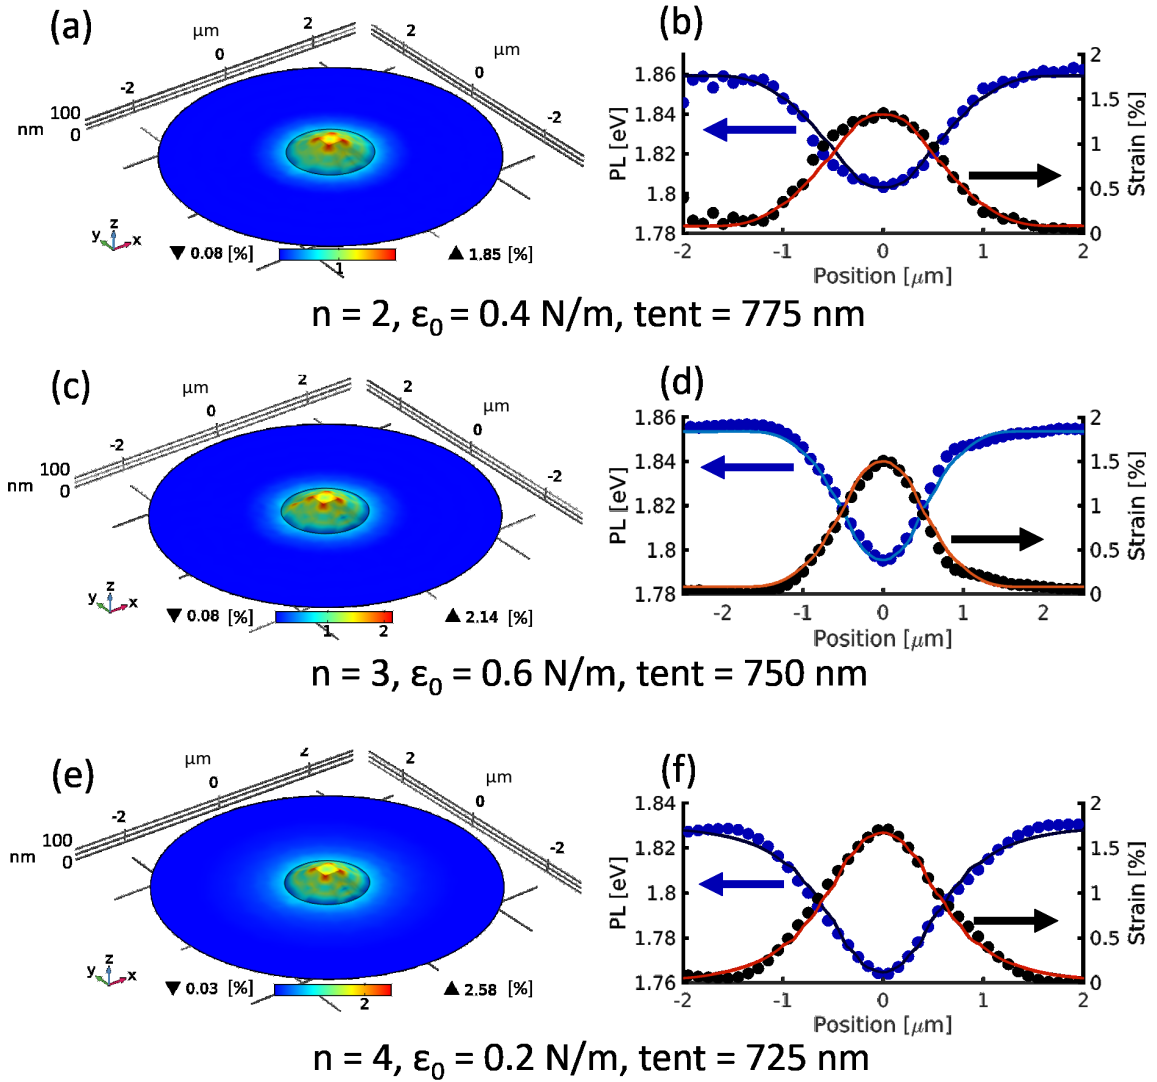 (a)
μm
2
0
-2
100
nm
0
2
μm
0
-2
z
y
x
▼ 0.08 [%]
1
▲ 1.85 [%]
(b)
1.86
1.84
1.82
1.8
1.78
PL [eV]
2
1.5
1
0.5
0
Strain [%]
-2 -1 0 1 2
Position [μm]
n = 2, ε0 = 0.4 N/m, tent = 775 nm
(c)
μm
2
0
-2
100
nm
0
2
μm
0
-2
z
y
x
▼ 0.08 [%]
1 2
▲ 2.14 [%]
(d)
1.86
1.84
1.82
1.8
1.78
PL [eV]
2
1.5
1
0.5
0
Strain [%]
-2 -1 0 1 2
Position [μm]
n = 3, ε0 = 0.6 N/m, tent = 750 nm
(e)
μm
2
0
-2
100
nm
0
2
μm
0
-2
z
y
x
▼ 0.03 [%]
2
▲ 2.58 [%]
(f)
1.84
1.82
1.8
1.78
1.76
PL [eV]
2
1.5
1
0.5
0
Strain [%]
-2 -1 0 1 2
Position [μm]
n = 4, ε0 = 0.2 N/m, tent = 725 nm